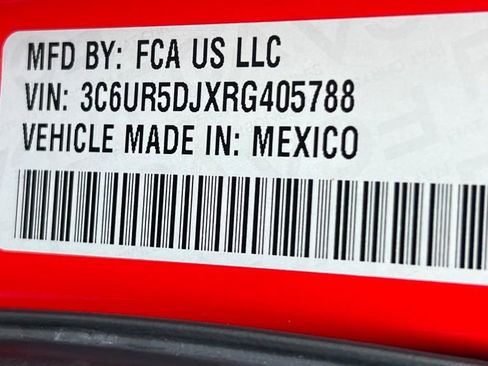 MFD BY: FCA US LLC
VIN: 3C6UR5DJXRG405788
VEHICLE MADE IN: MEXICO